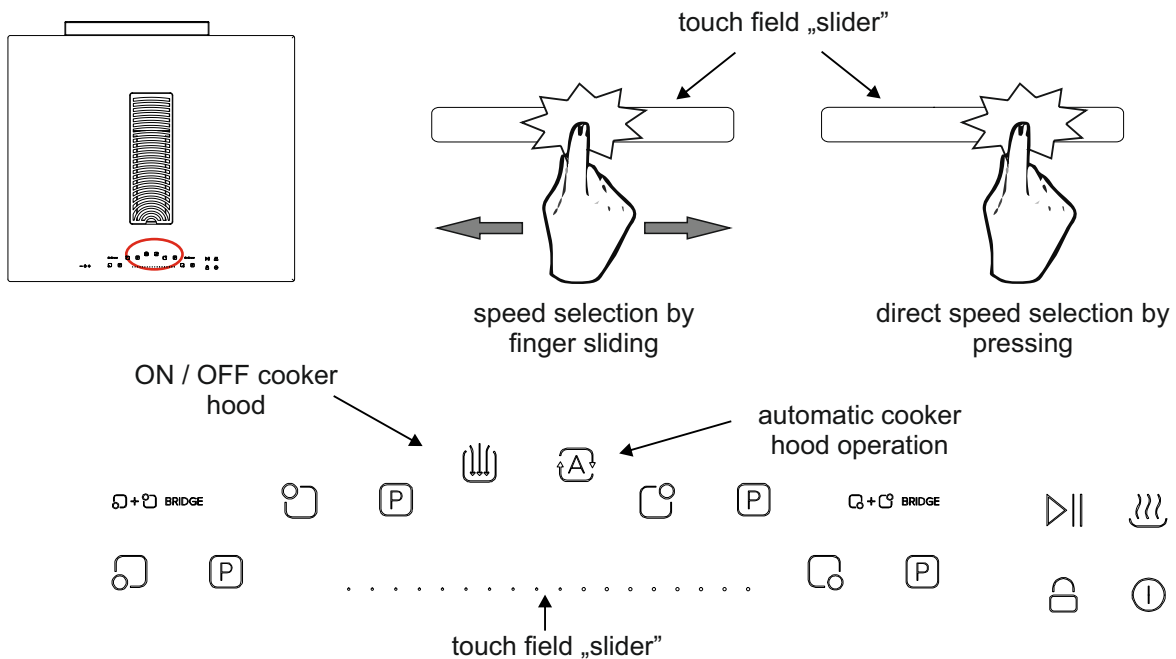 touch field „slider”
speed selection by
finger sliding
direct speed selection by
pressing
ON / OFF cooker
hood
automatic cooker
hood operation
A
+ BRIDGE
P
P
+ BRIDGE
P
P
touch field „slider”